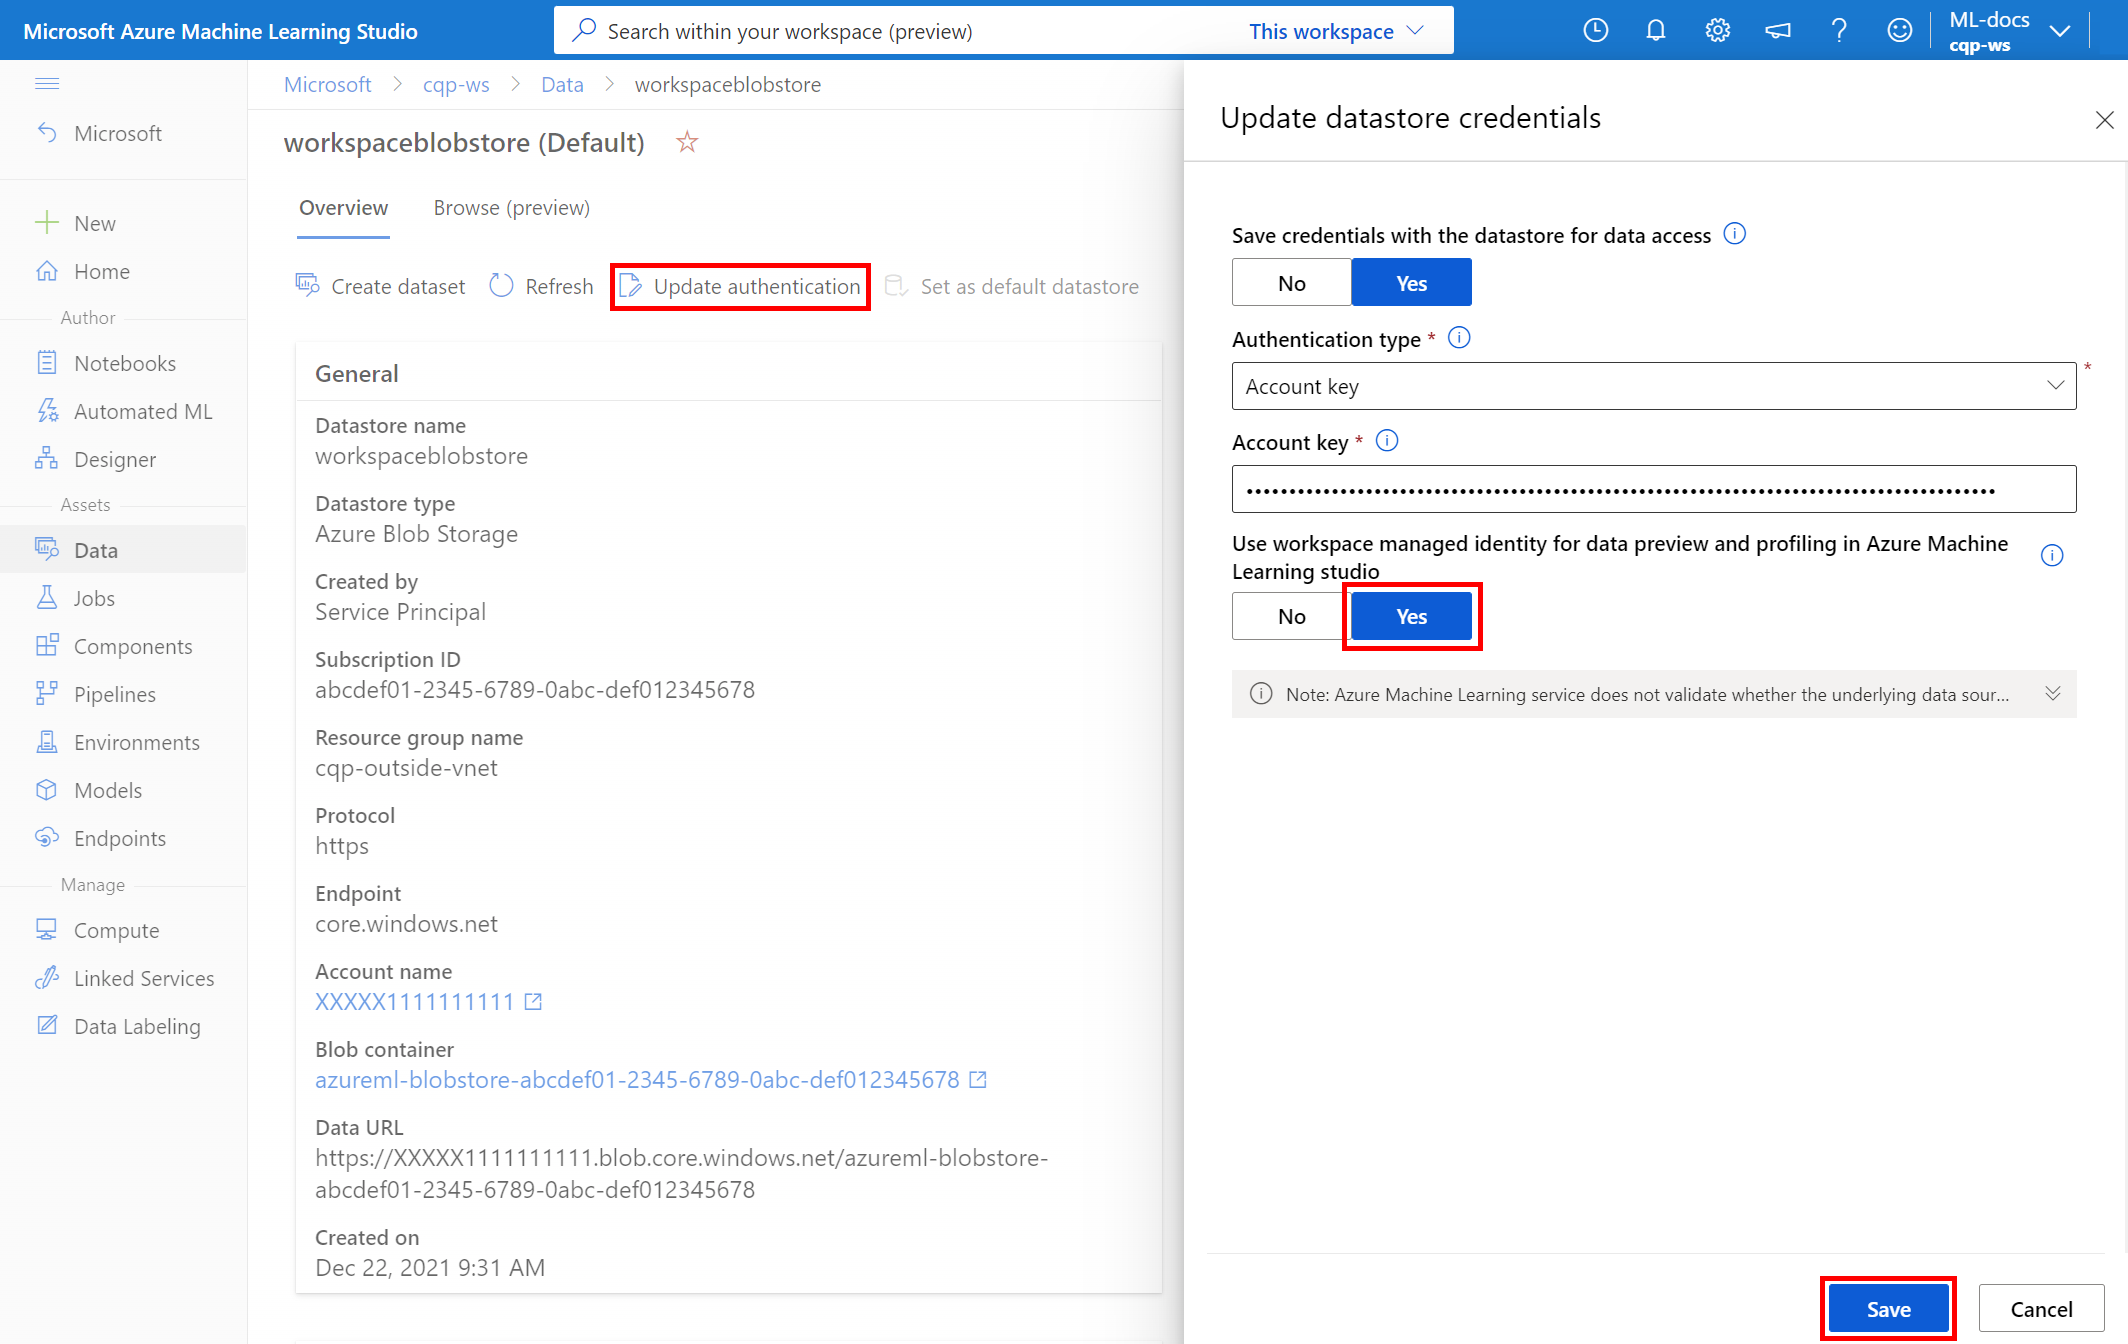 Microsoft Azure Machine Learning Studio
Search within your workspace (preview)
This workspace
ML-docs
cqp-ws
Microsoft
New
Home
Author
Notebooks
Automated ML
Designer
Assets
Data
Jobs
Components
Pipelines
Environments
Models
Endpoints
Manage
Compute
Linked Services
Data Labeling
Microsoft > cqp-ws > Data > workspaceblobstore
workspaceblobstore (Default)
Overview Browse (preview)
Create dataset Refresh Update authentication Set as default datastore
General
Datastore name
workspaceblobstore
Datastore type
Azure Blob Storage
Created by
Service Principal
Subscription ID
abcdef01-2345-6789-0abc-def012345678
Resource group name
cqp-outside-vnet
Protocol
https
Endpoint
core.windows.net
Account name
XXXXX1111111111
Blob container
azureml-blobstore-abcdef01-2345-6789-0abc-def012345678
Data URL
https://XXXXX1111111111.blob.core.windows.net/azureml-blobstore-
abcdef01-2345-6789-0abc-def012345678
Created on
Dec 22, 2021 9:31 AM
Update datastore credentials
Save credentials with the datastore for data access
No Yes
Authentication type *
Account key *
Account key *
Use workspace managed identity for data preview and profiling in Azure Machine
Learning studio
No Yes
Note: Azure Machine Learning service does not validate whether the underlying data sour...
Save Cancel